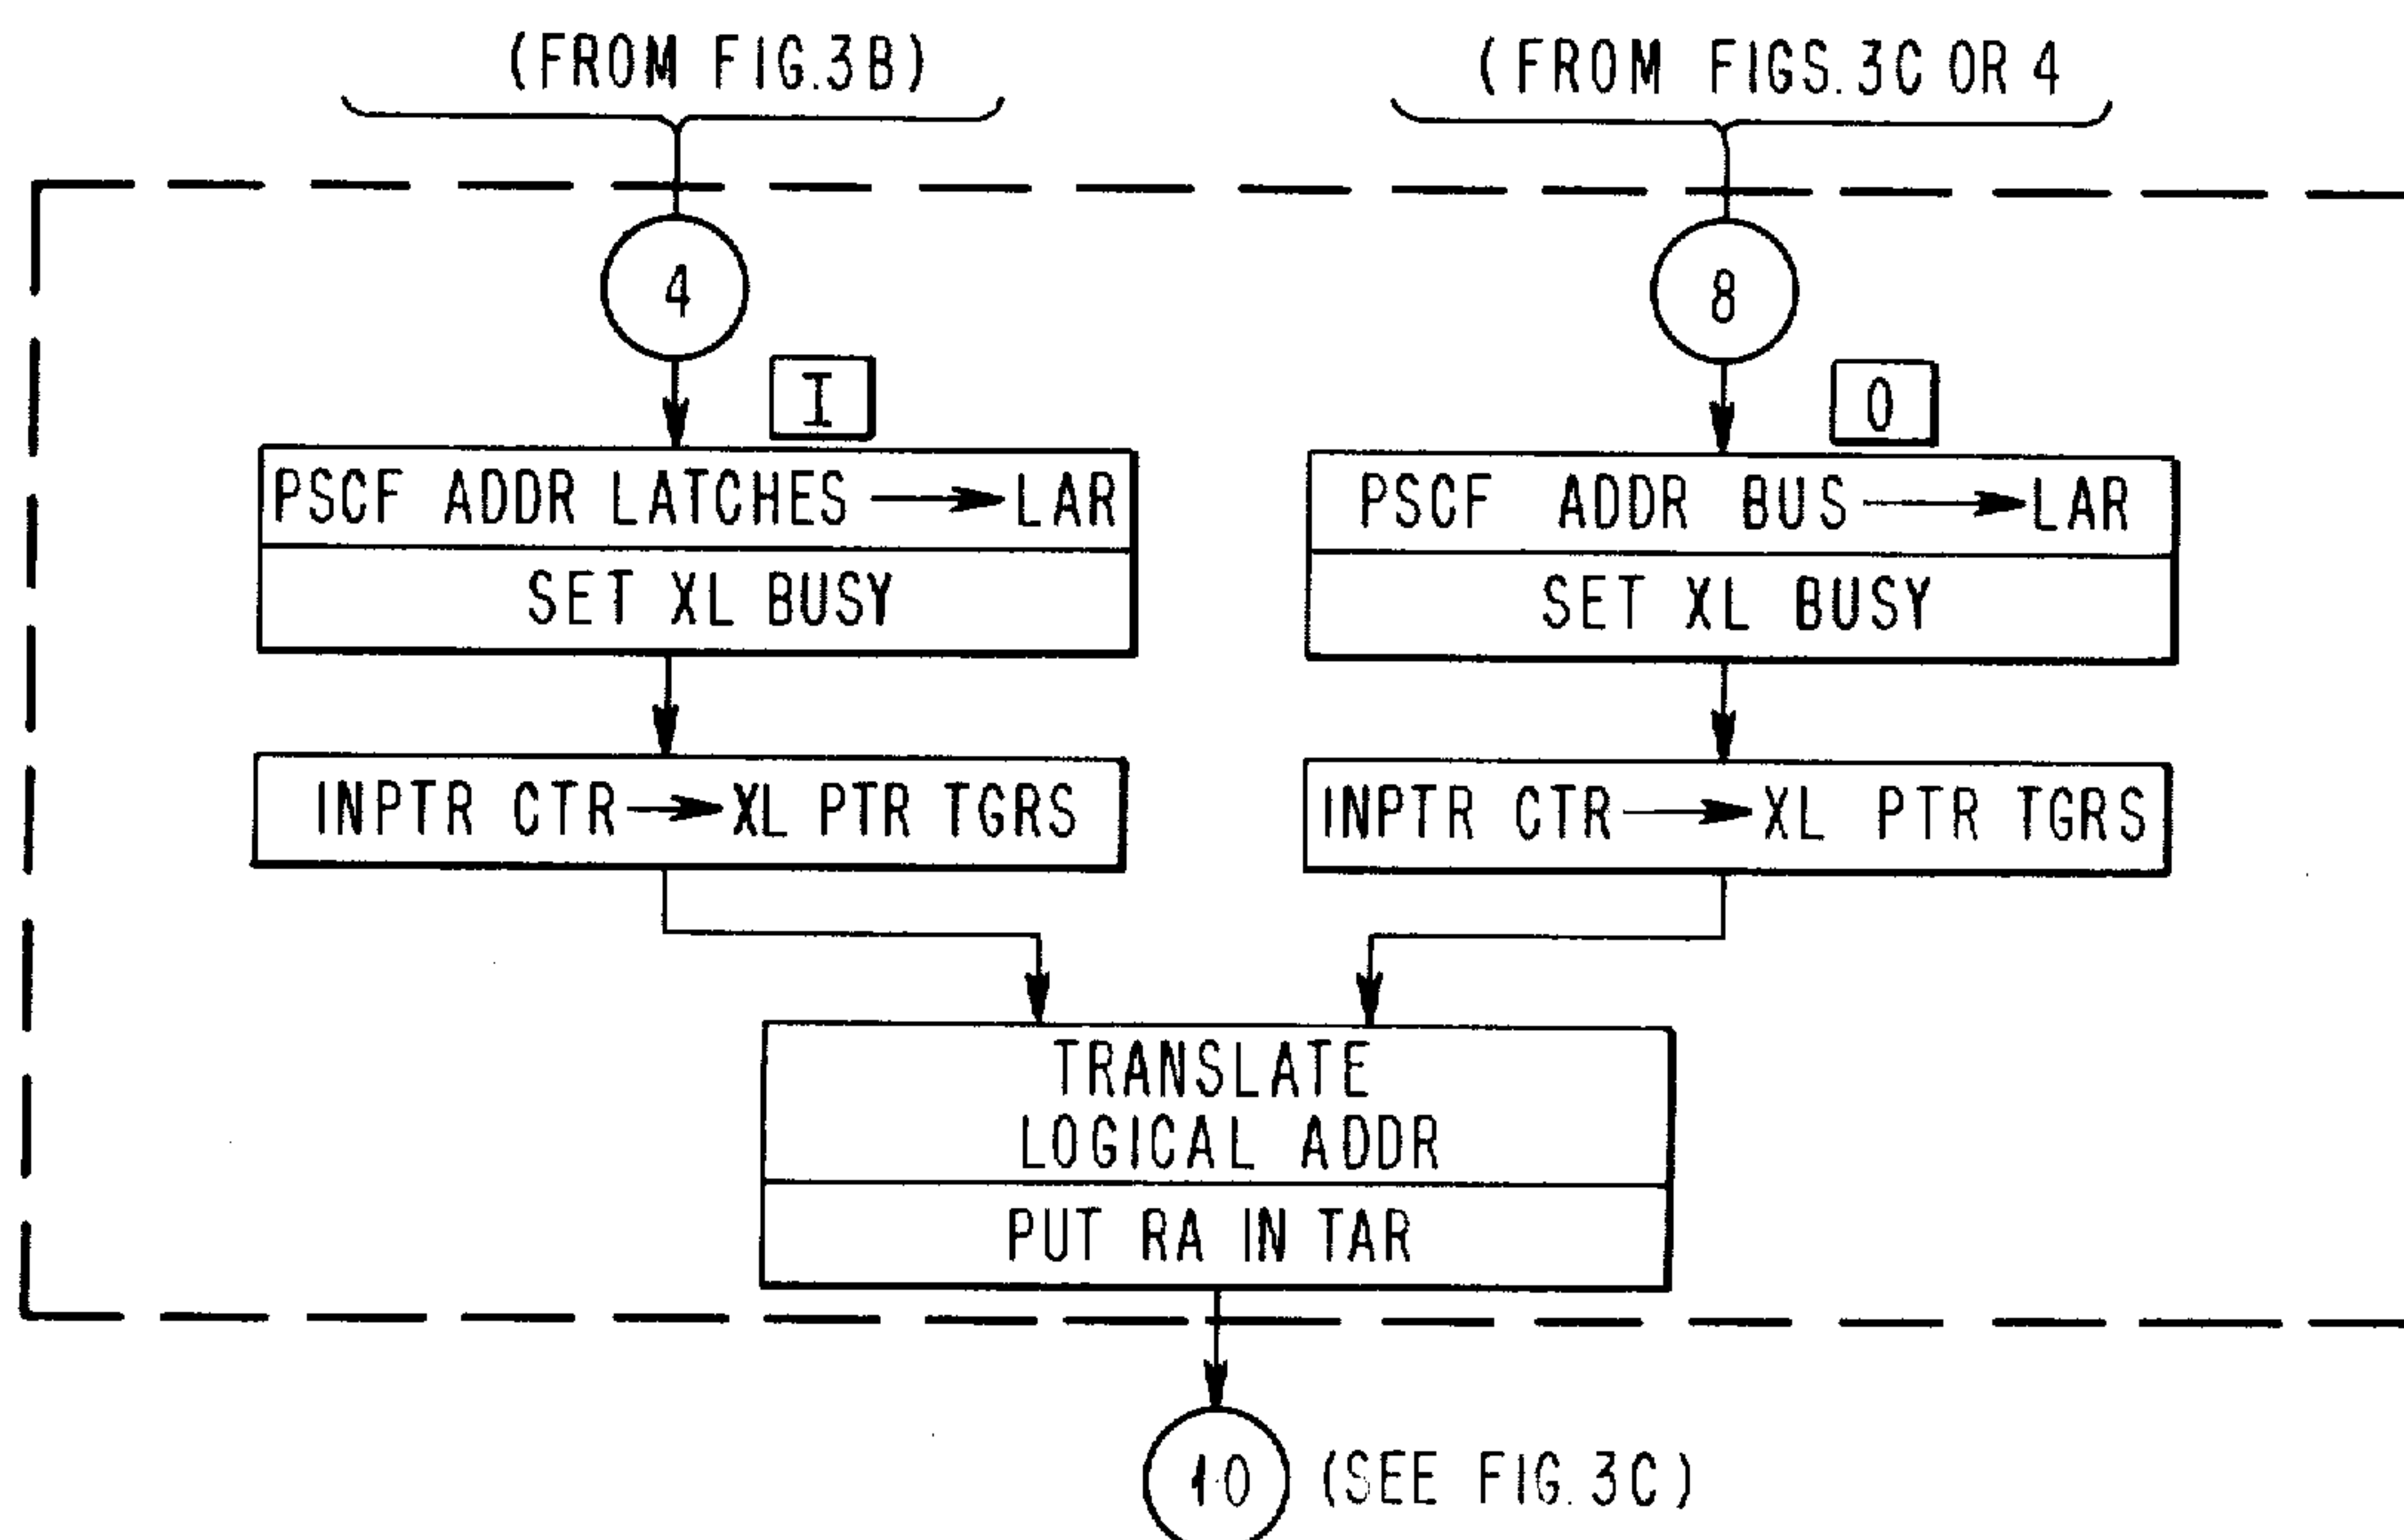 (FROM FIG.3B)
(FROM FIGS.3C OR 4
4
8
I
O
PSCF ADDR LATCHES → LAR
SET XL BUSY
PSCF ADDR BUS → LAR
SET XL BUSY
INPTR CTR → XL PTR TGRS
INPTR CTR → XL PTR TGRS
TRANSLATE
LOGICAL ADDR
PUT RA IN TAR
10 (SEE FIG.3C)